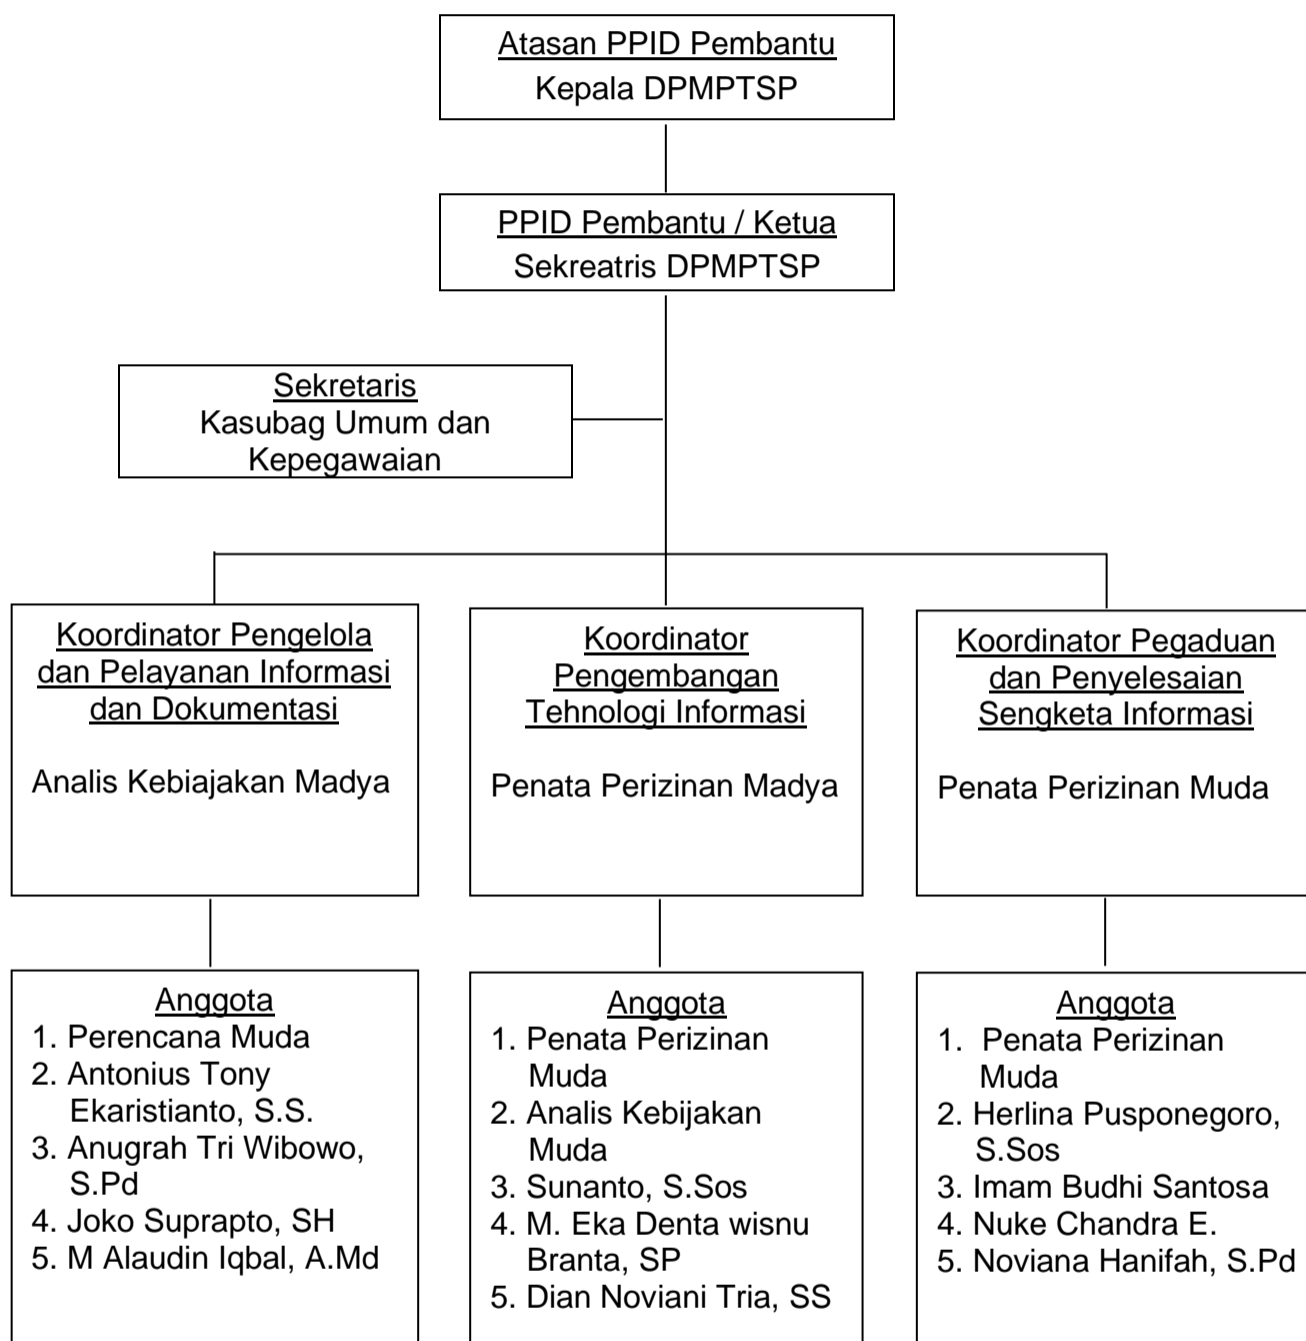 Atasan PPID Pembantu
Kepala DPMPTSP
PPID Pembantu / Ketua
Sekreatris DPMPTSP
Sekretaris
Kasubag Umum dan
Kepegawaian
Koordinator Pengelola
dan Pelayanan Informasi
dan Dokumentasi
Analis Kebiajakan Madya
Koordinator
Pengembangan
Tehnologi Informasi
Penata Perizinan Madya
Koordinator Pegaduan
dan Penyelesaian
Sengketa Informasi
Penata Perizinan Muda
Anggota
1. Perencana Muda
2. Antonius Tony
Ekaristianto, S.S.
3. Anugrah Tri Wibowo,
S.Pd
4. Joko Suprapto, SH
5. M Alaudin Iqbal, A.Md
Anggota
1. Penata Perizinan
Muda
2. Analis Kebijakan
Muda
3. Sunanto, S.Sos
4. M. Eka Denta wisnu
Branta, SP
5. Dian Noviani Tria, SS
Anggota
1. Penata Perizinan
Muda
2. Herlina Pusponegoro,
S.Sos
3. Imam Budhi Santosa
4. Nuke Chandra E.
5. Noviana Hanifah, S.Pd